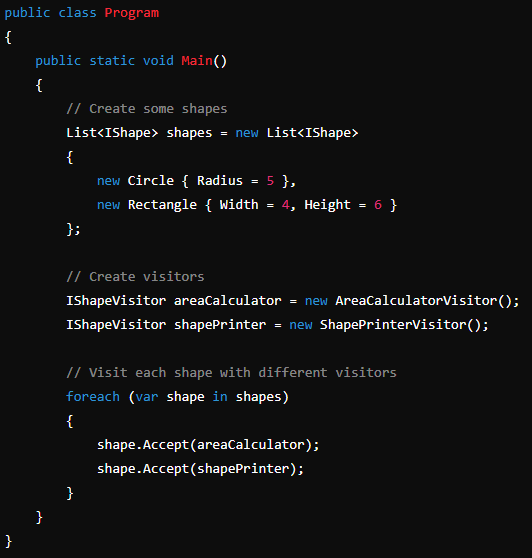 public class Program
{
    public static void Main()
    {
        // Create some shapes
        List<IShape> shapes = new List<IShape>
        {
            new Circle { Radius = 5 },
            new Rectangle { Width = 4, Height = 6 }
        };

        // Create visitors
        IShapeVisitor areaCalculator = new AreaCalculatorVisitor();
        IShapeVisitor shapePrinter = new ShapePrinterVisitor();

        // Visit each shape with different visitors
        foreach (var shape in shapes)
        {
            shape.Accept(areaCalculator);
            shape.Accept(shapePrinter);
        }
    }
}